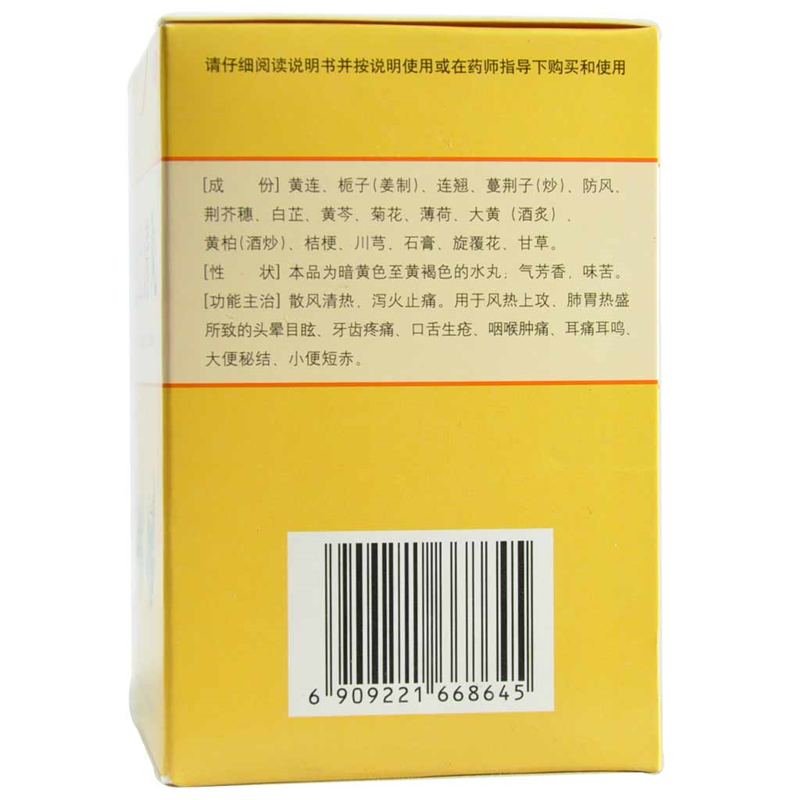 请仔细阅读说明书并按说明使用或在药师指导下购买和使用
[成　份] 黄连、栀子(姜制)、连翘、蔓荆子(炒)、防风、
荆芥穗、白芷、黄芩、菊花、薄荷、大黄（酒炙）、
黄柏(酒炒)、桔梗、川芎、石膏、旋覆花、甘草。
[性　状] 本品为暗黄色至黄褐色的水丸；气芳香，味苦。
[功能主治] 散风清热、泻火止痛。用于风热上攻、肺胃热盛
所致的头晕目眩、牙齿疼痛、口舌生疮、咽喉肿痛、耳痛耳鸣、
大便秘结、小便短赤。
6 909221 668645